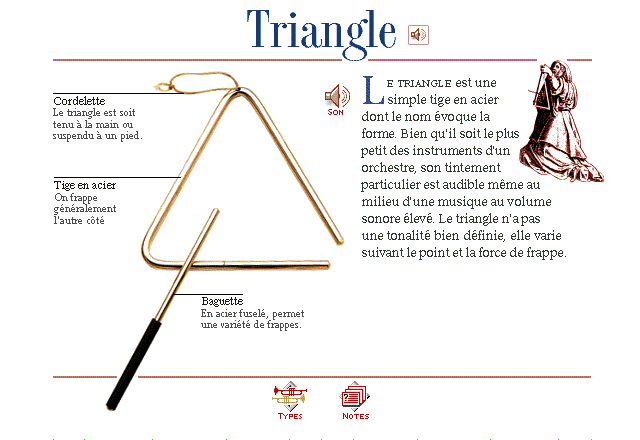 Triangle
Cordelette
Le triangle est soit
tenu à la main ou
suspendu à un pied.
Tige en acier
On frappe
généralement
l'autre côté
Baguette
En acier fuselé, permet
une variété de frappes.
SON
LE TRIANGLE est une
simple tige en acier
dont le nom évoque la
forme. Bien qu'il soit le plus
petit des instruments d'un
orchestre, son tintement
particulier est audible même au
milieu d'une musique au volume
sonore élevé. Le triangle n'a pas
une tonalité bien définie, elle varie
suivant le point et la force de frappe.
TYPES
NOTES